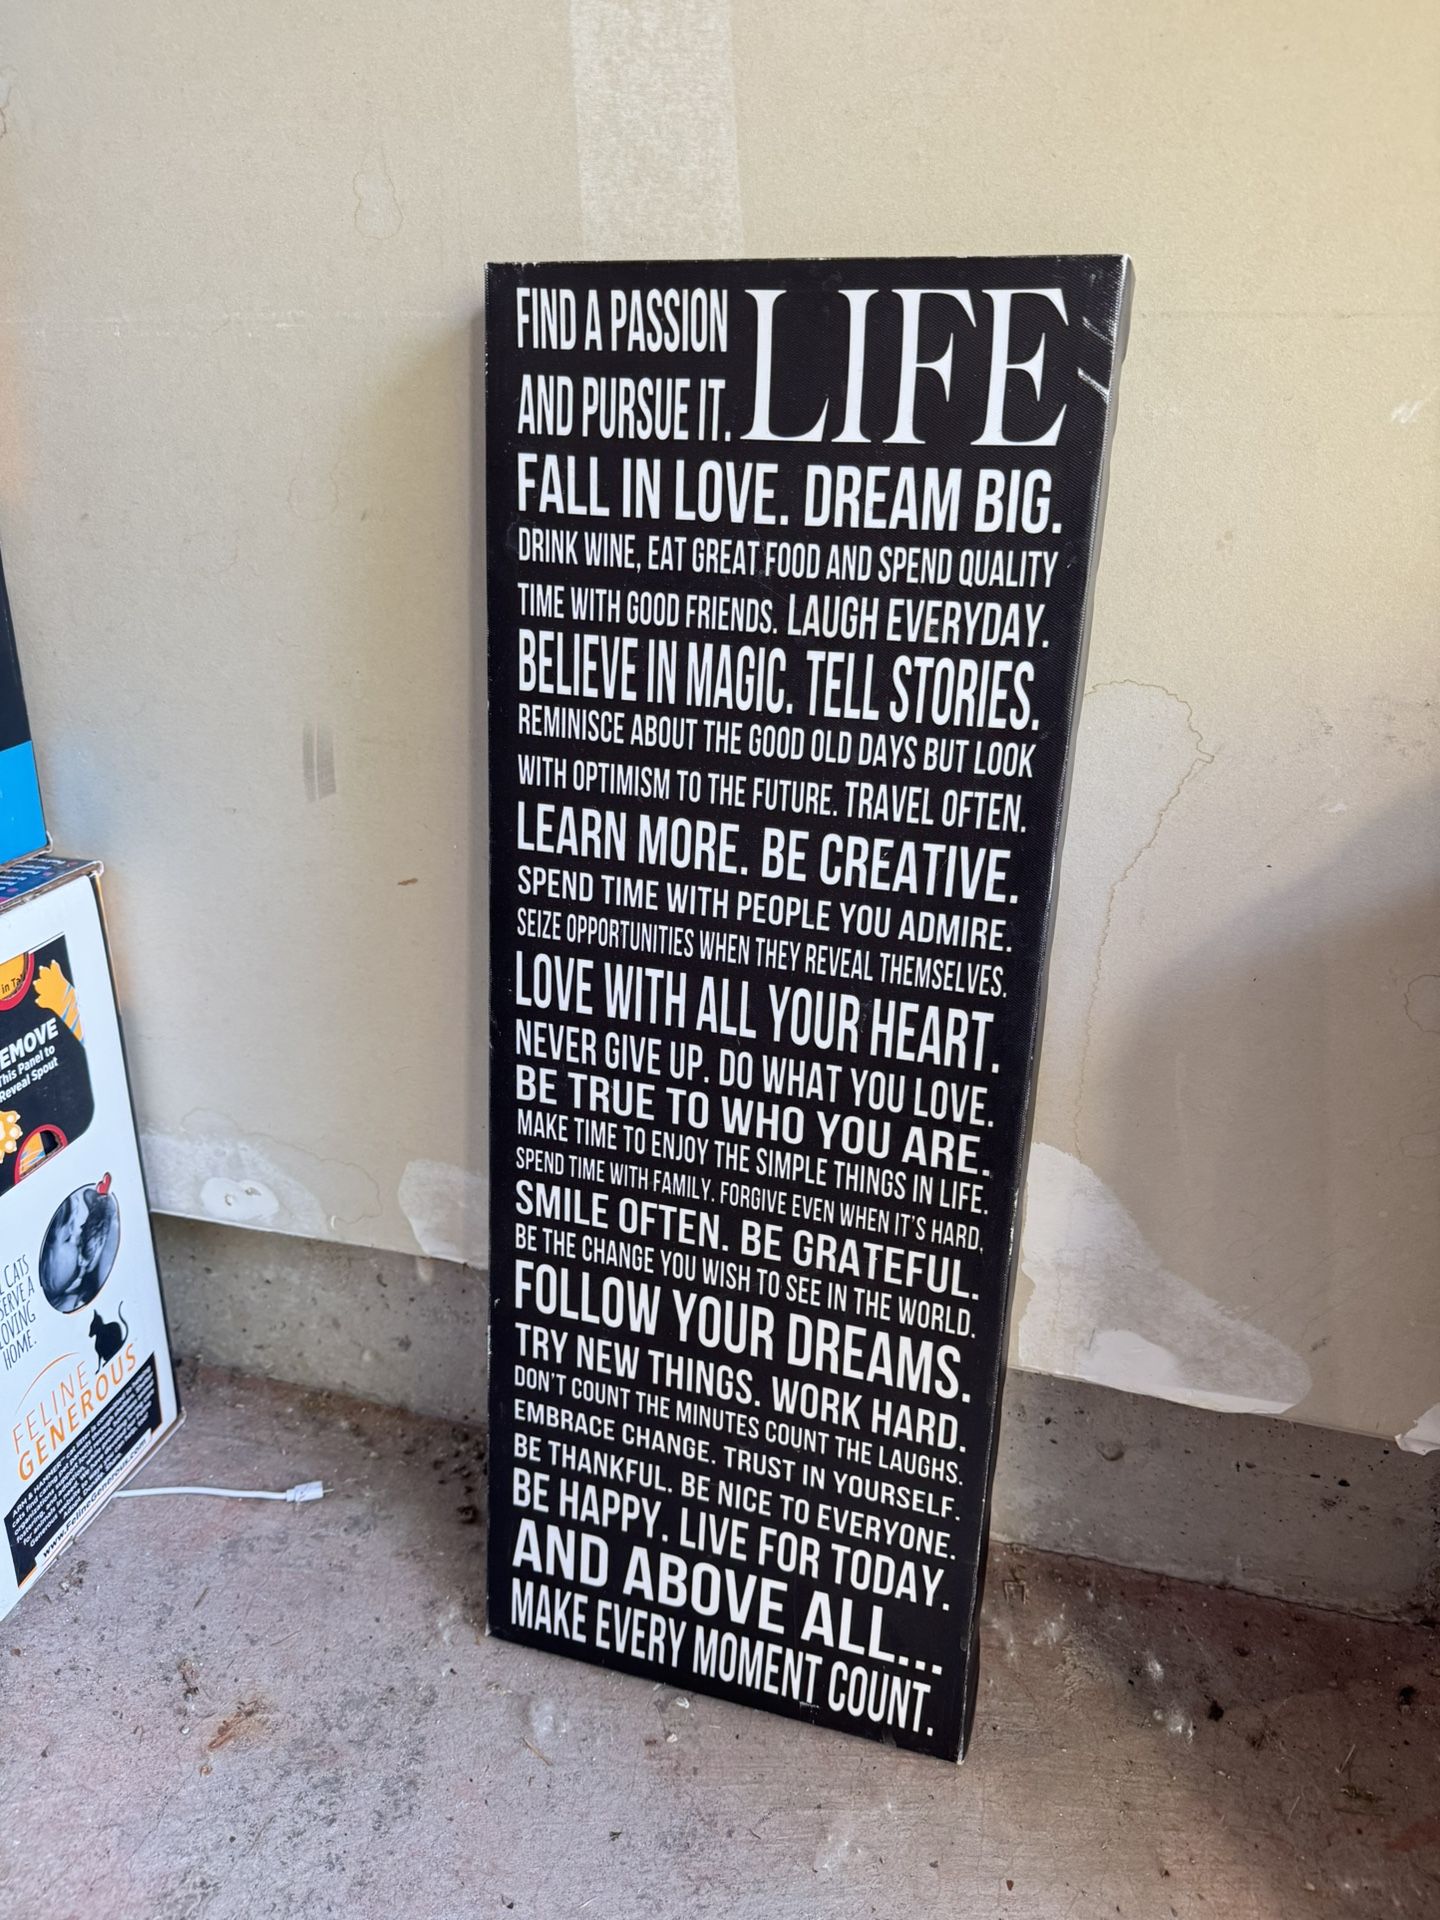 FIND A PASSION
AND PURSUE IT.
LIFE
FALL IN LOVE. DREAM BIG.
DRINK WINE, EAT GREAT FOOD AND SPEND QUALITY
TIME WITH GOOD FRIENDS. LAUGH EVERYDAY.
BELIEVE IN MAGIC. TELL STORIES.
REMINISCE ABOUT THE GOOD OLD DAYS BUT LOOK
WITH OPTIMISM TO THE FUTURE. TRAVEL OFTEN.
LEARN MORE. BE CREATIVE.
SPEND TIME WITH PEOPLE YOU ADMIRE.
SEIZE OPPORTUNITIES WHEN THEY REVEAL THEMSELVES.
LOVE WITH ALL YOUR HEART.
NEVER GIVE UP. DO WHAT YOU LOVE.
BE TRUE TO WHO YOU ARE.
MAKE TIME TO ENJOY THE SIMPLE THINGS IN LIFE.
SPEND TIME WITH FAMILY. FORGIVE EVEN WHEN IT'S HARD.
SMILE OFTEN. BE GRATEFUL.
BE THE CHANGE YOU WISH TO SEE IN THE WORLD.
FOLLOW YOUR DREAMS.
TRY NEW THINGS. WORK HARD.
DON'T COUNT THE MINUTES COUNT THE LAUGHS.
EMBRACE CHANGE. TRUST IN YOURSELF.
BE THANKFUL. BE NICE TO EVERYONE.
BE HAPPY. LIVE FOR TODAY.
AND ABOVE ALL...
MAKE EVERY MOMENT COUNT.
EMOVE
This Panel to
Reveal Spout
CATS
SERVE A
LOVING
HOME.
FELINE
GENEROUS
ARM & HAMMER
www.FelineGenerous.com